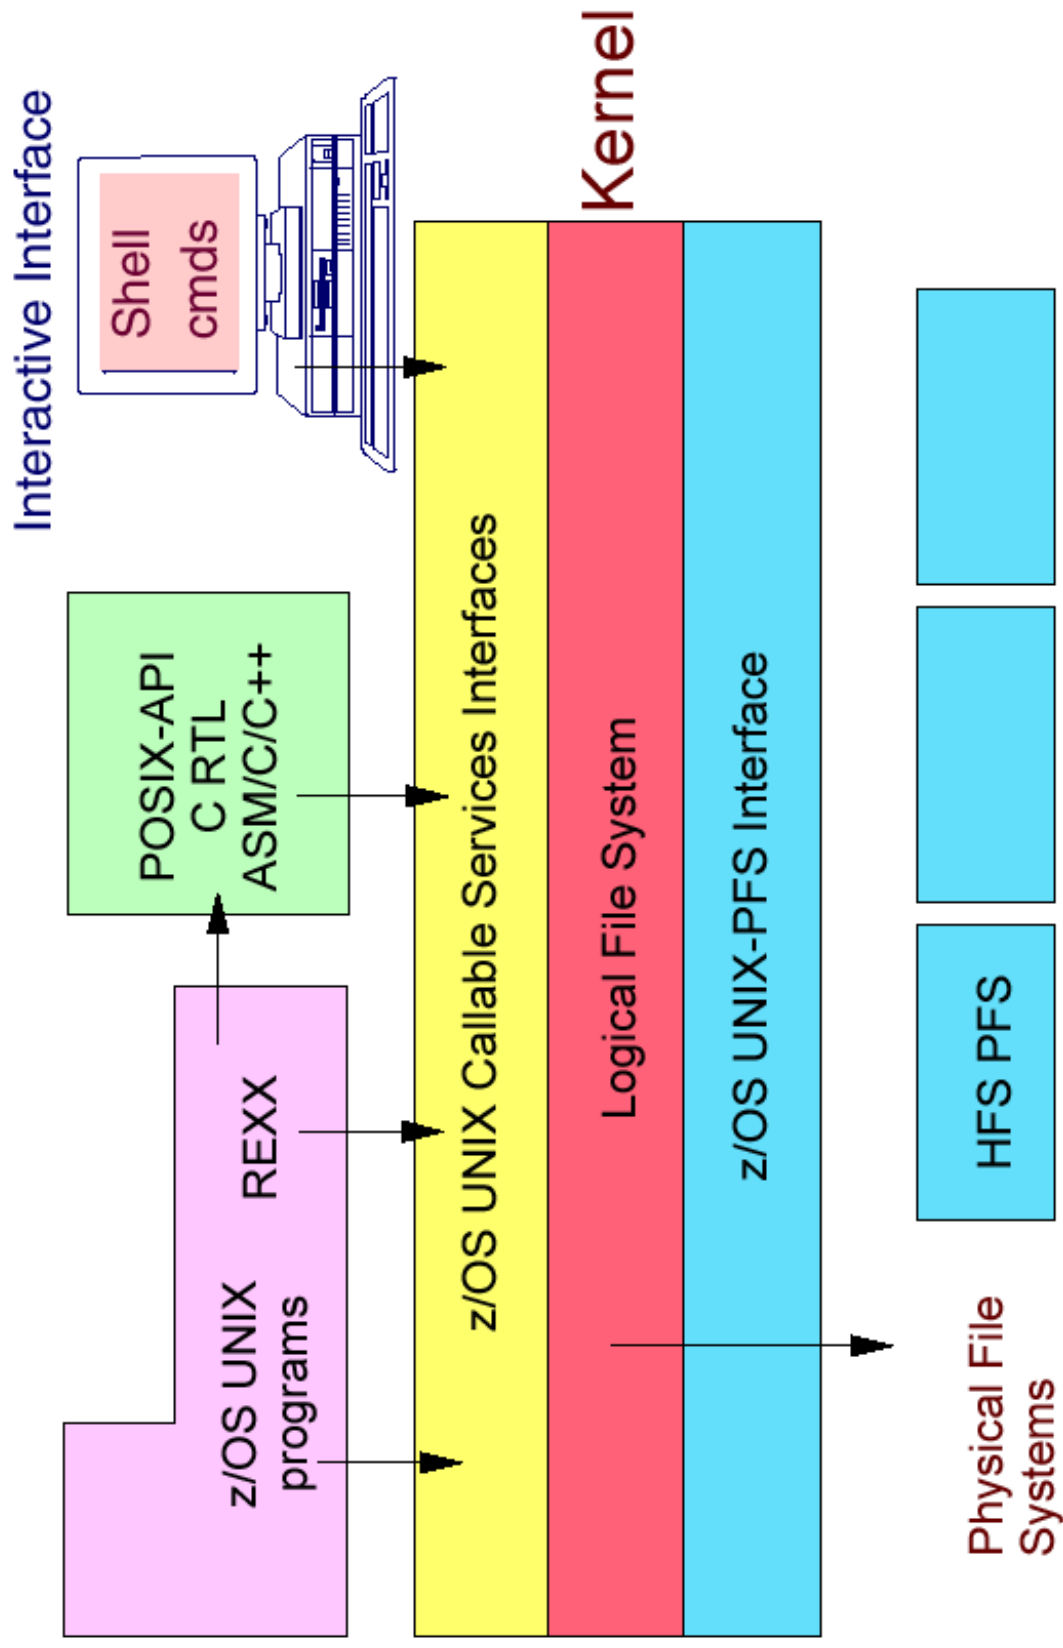 Interactive Interface
Shell
cmds
POSIX-API
C RTL
ASM/C/C++
REXX
z/OS UNIX
programs
z/OS UNIX Callable Services Interfaces
Logical File System
Kernel
z/OS UNIX-PFS Interface
Physical File
Systems
HFS PFS